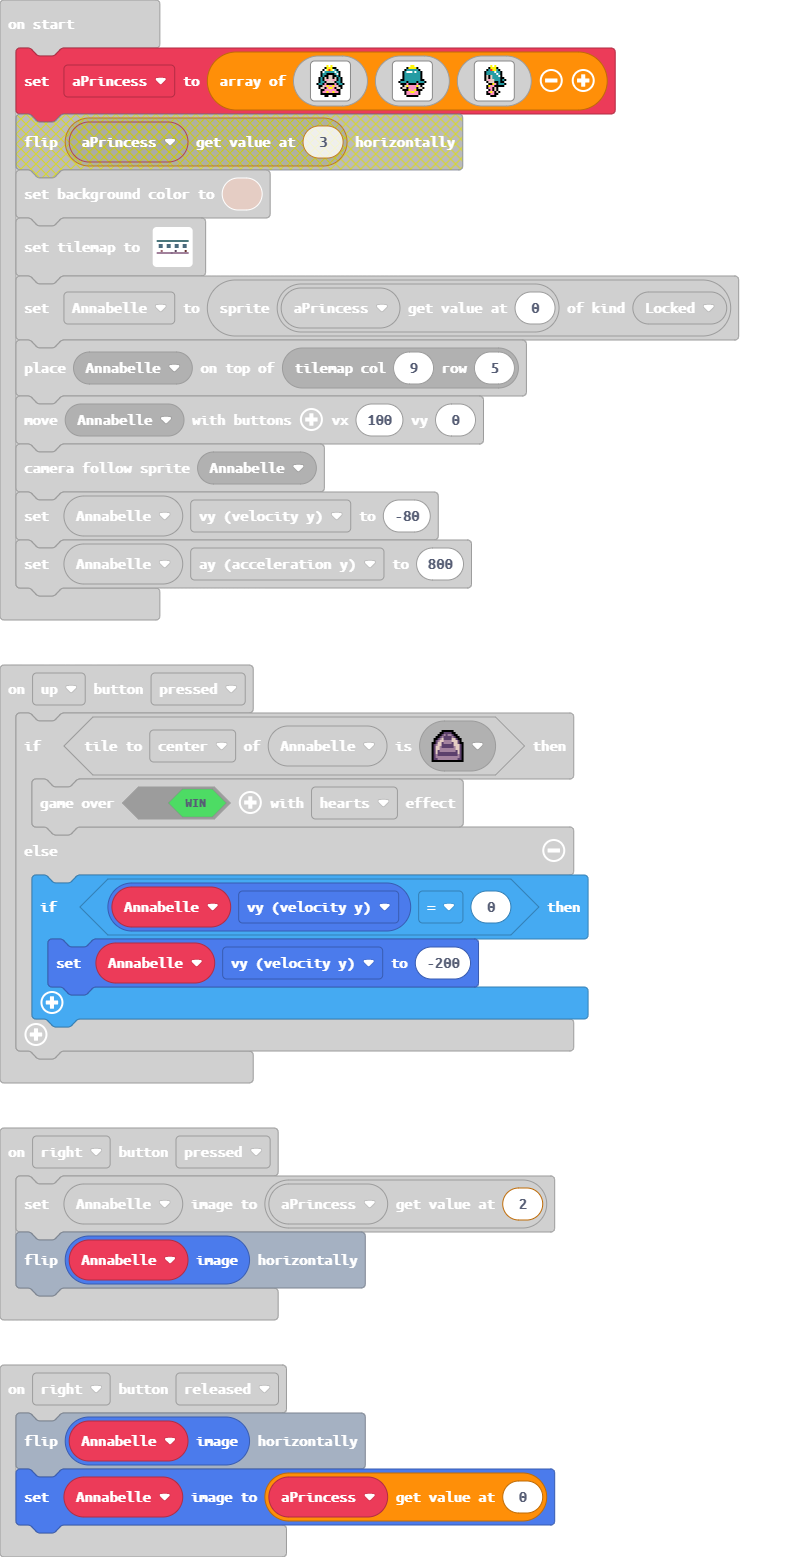 on start
set aPrincess to array of
flip aPrincess get value at 3 horizontally
set background color to
set tilemap to
set Annabelle to sprite aPrincess get value at 0 of kind Locked
place Annabelle on top of tilemap col 9 row 5
move Annabelle with buttons vx 100 vy 0
camera follow sprite Annabelle
set Annabelle vy (velocity y) to -80
set Annabelle ay (acceleration y) to 800
on up button pressed
if tile to center of Annabelle is then
game over WIN with hearts effect
else
if Annabelle vy (velocity y) = 0 then
set Annabelle vy (velocity y) to -200
on right button pressed
set Annabelle image to aPrincess get value at 2
flip Annabelle image horizontally
on right button released
flip Annabelle image horizontally
set Annabelle image to aPrincess get value at 0